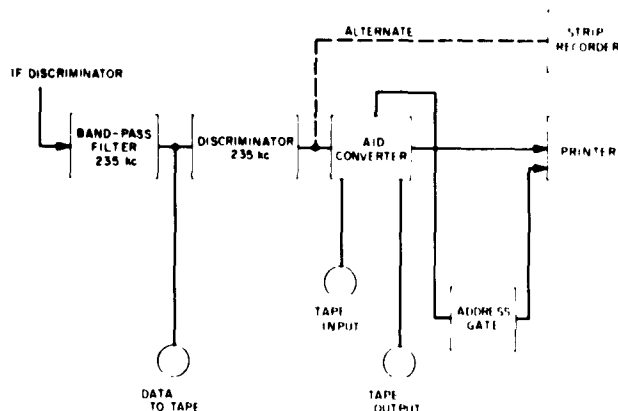 ALTERNATE
STRIP
RECORDER
IF DISCRIMINATOR
BAND-PASS
FILTER
235 kc
DISCRIMINATOR
235 kc
AID
CONVERTER
PRINTER
TAPE
INPUT
ADDRESS
GATE
DATA
TO TAPE
TAPE
OUTPUT